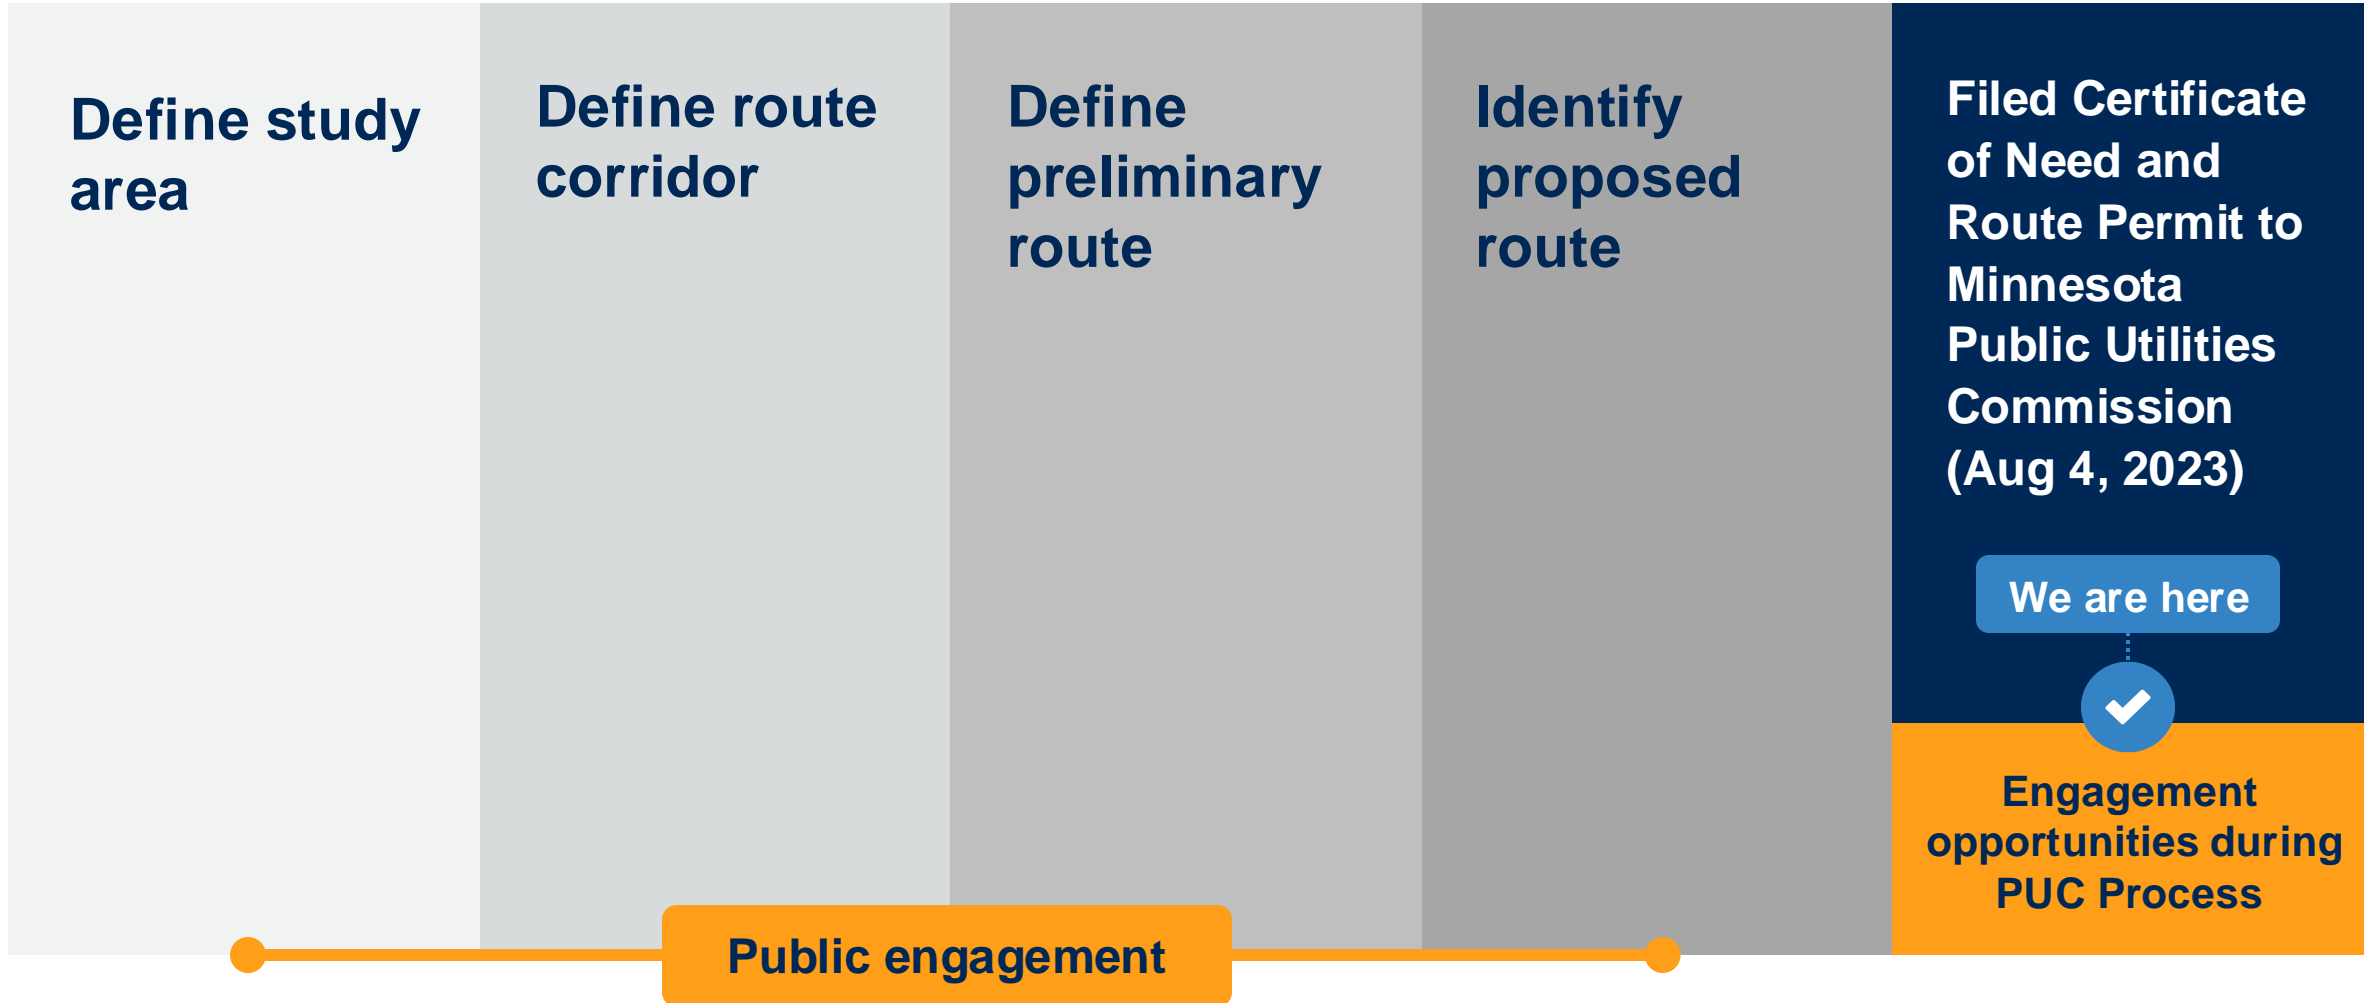 Define study
area
Define route
corridor
Define
preliminary
route
Identify
proposed
route
Filed Certificate
of Need and
Route Permit to
Minnesota
Public Utilities
Commission
(Aug 4, 2023)
We are here
Engagement
opportunities during
PUC Process
Public engagement